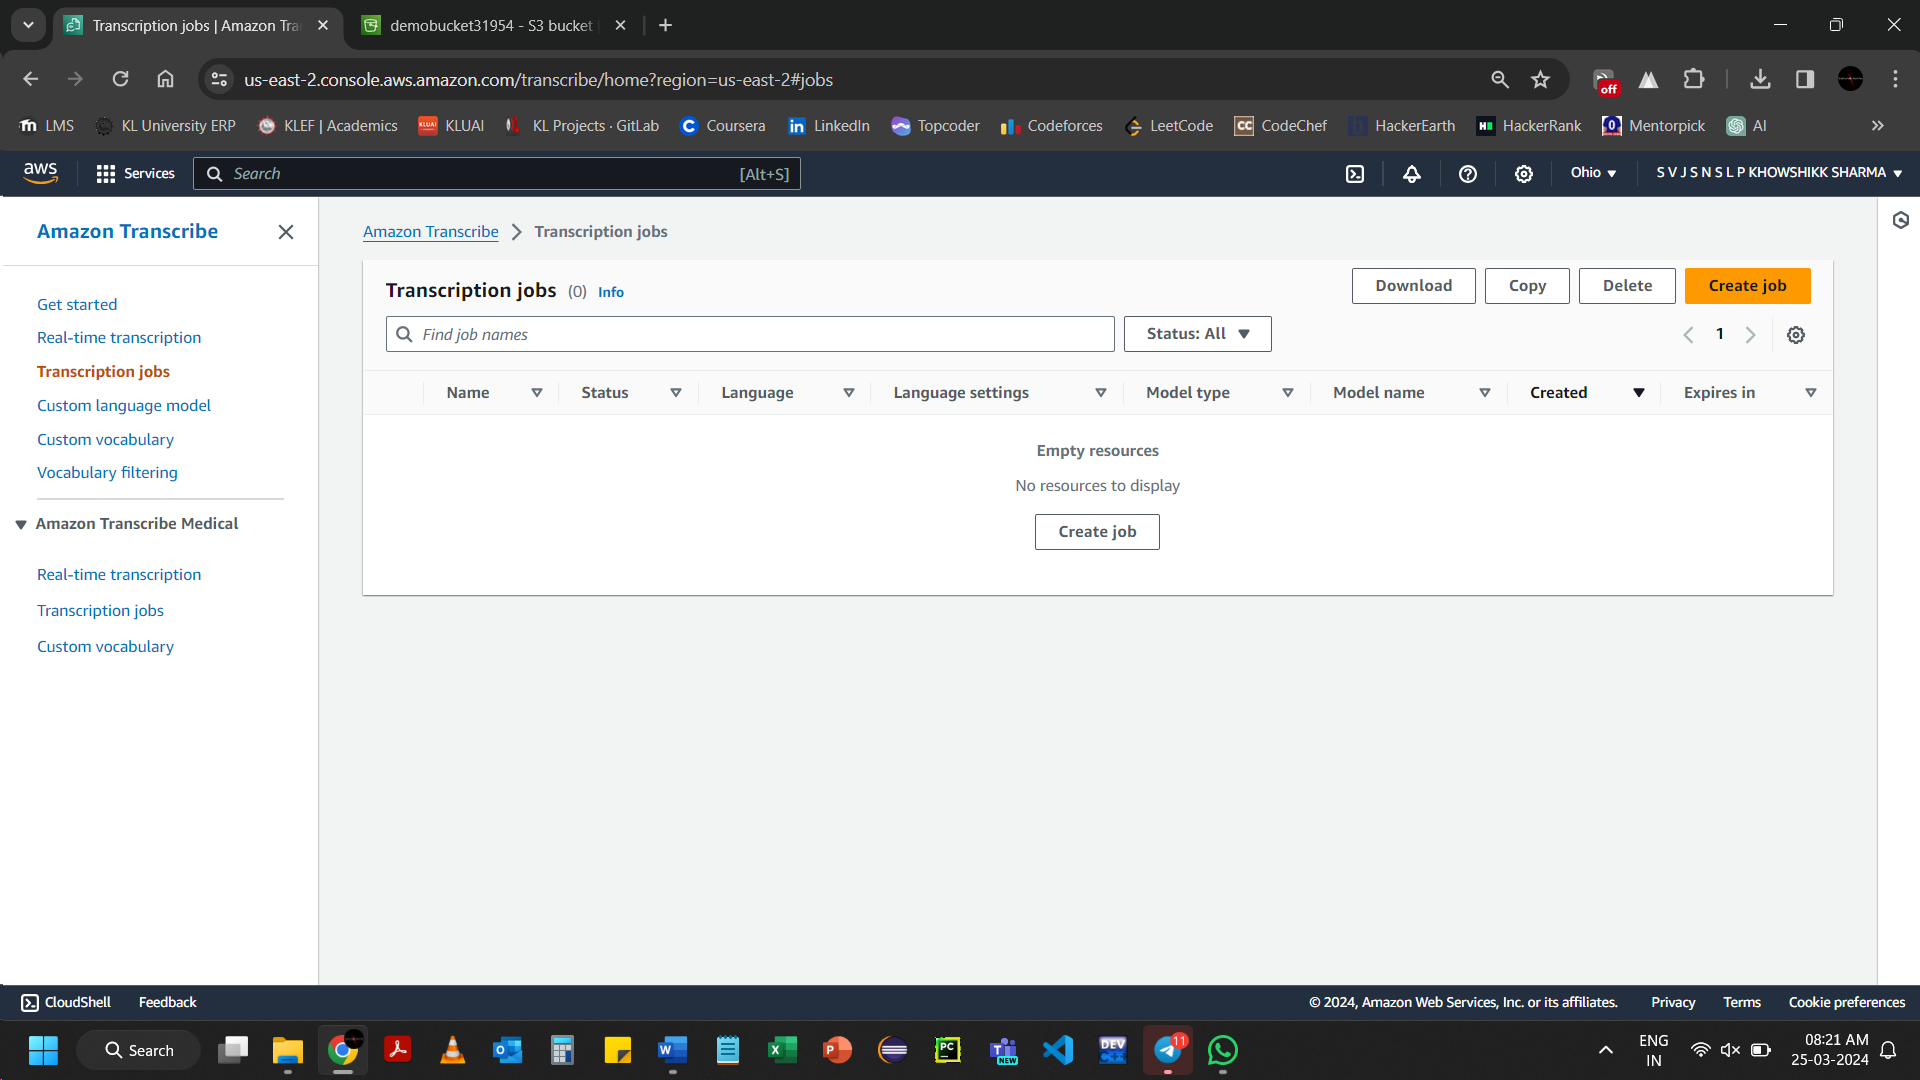 Transcription jobs | Amazon Tra
demobucket31954 - S3 bucket
us-east-2.console.aws.amazon.com/transcribe/home?region=us-east-2#jobs
off
LMS
KL University ERP
KLEF | Academics
KLUAI
KL Projects · GitLab
Coursera
LinkedIn
Topcoder
Codeforces
LeetCode
CodeChef
HackerEarth
HackerRank
Mentorpick
AI
aws
Services
Search
[Alt+S]
Ohio
S V J S N S L P KHOWSHIKK SHARMA
Amazon Transcribe
Get started
Real-time transcription
Transcription jobs
Custom language model
Custom vocabulary
Vocabulary filtering
Amazon Transcribe Medical
Real-time transcription
Transcription jobs
Custom vocabulary
Amazon Transcribe
Transcription jobs
Transcription jobs (0) Info
Download
Copy
Delete
Create job
Find job names
Status: All
1
Name
Status
Language
Language settings
Model type
Model name
Created
Expires in
Empty resources
No resources to display
Create job
CloudShell
Feedback
© 2024, Amazon Web Services, Inc. or its affiliates.
Privacy
Terms
Cookie preferences
Search
NEW
DEV
11
ENG
IN
08:21 AM
25-03-2024